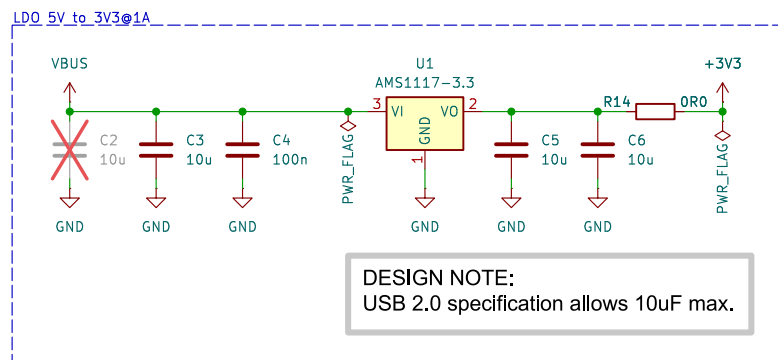 LDO 5V to 3V3@1A
VBUS
U1
AMS1117-3.3
+3V3
R14
0R0
3
VI
VO
2
GND
1
C2
10u
C3
10u
C4
100n
PWR_FLAG
C5
10u
C6
10u
PWR_FLAG
GND
GND
GND
GND
GND
GND
DESIGN NOTE:
USB 2.0 specification allows 10uF max.